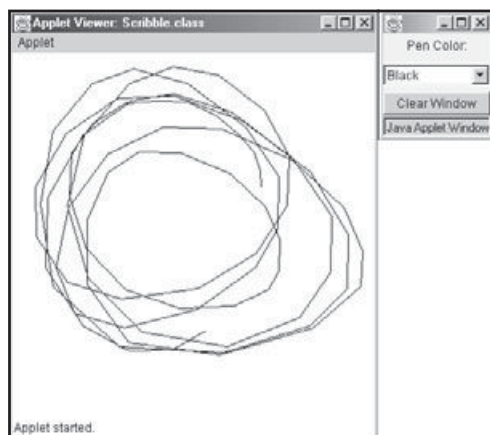 Applet Viewer: Scribble.class
Applet
Applet started.
Pen Color:
Black
Clear Window
Java Applet Window